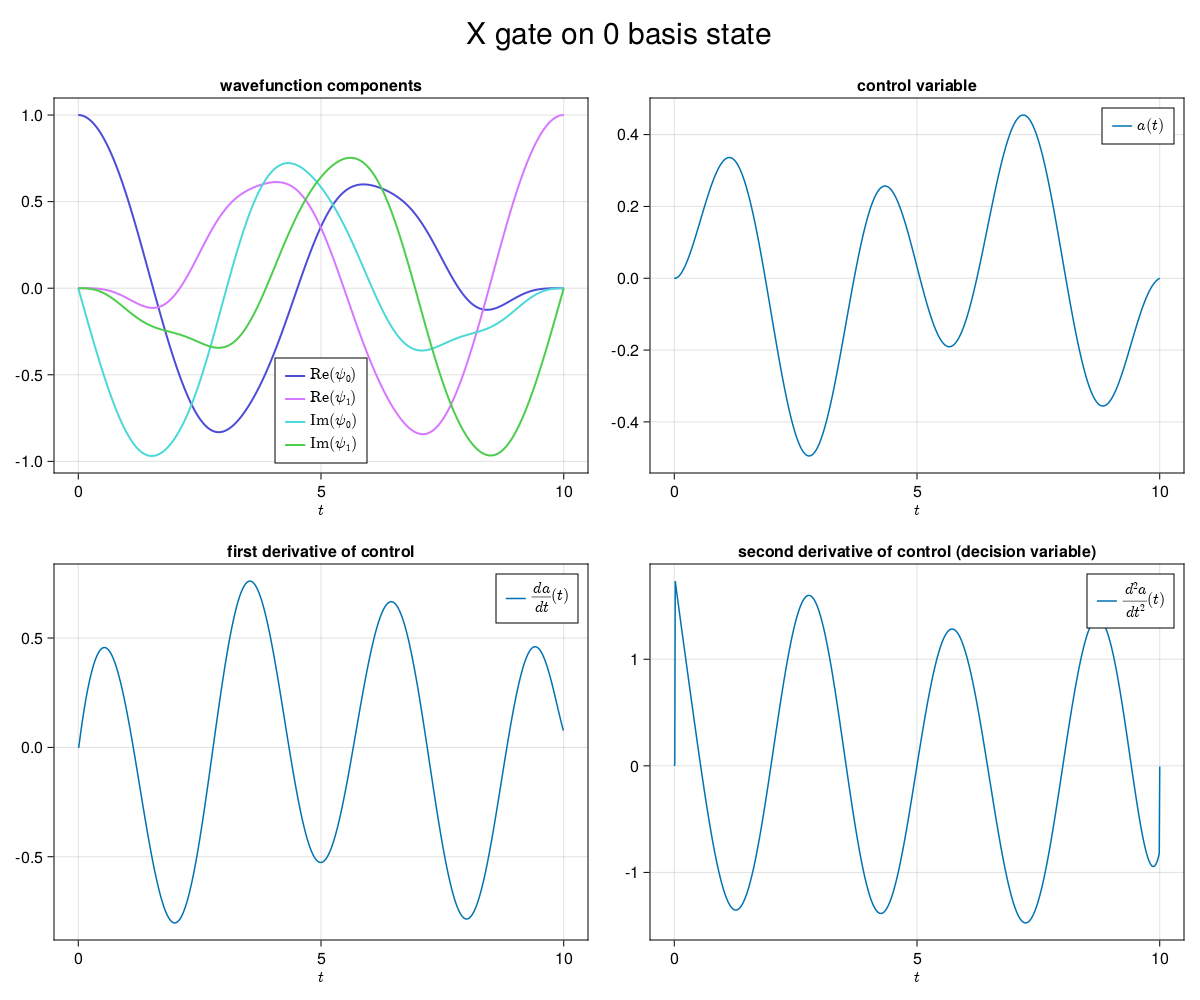 X gate on 0 basis state
wavefunction components
1.0
0.5
0.0
-0.5
-1.0
Re(ψ₀)
Re(ψ₁)
Im(ψ₀)
Im(ψ₁)
0 5 10
t
control variable
0.4
0.2
0.0
-0.2
-0.4
a(t)
0 5 10
t
first derivative of control
0.5
0.0
-0.5
da/dt(t)
0 5 10
t
second derivative of control (decision variable)
1
0
-1
d²a/dt²(t)
0 5 10
t